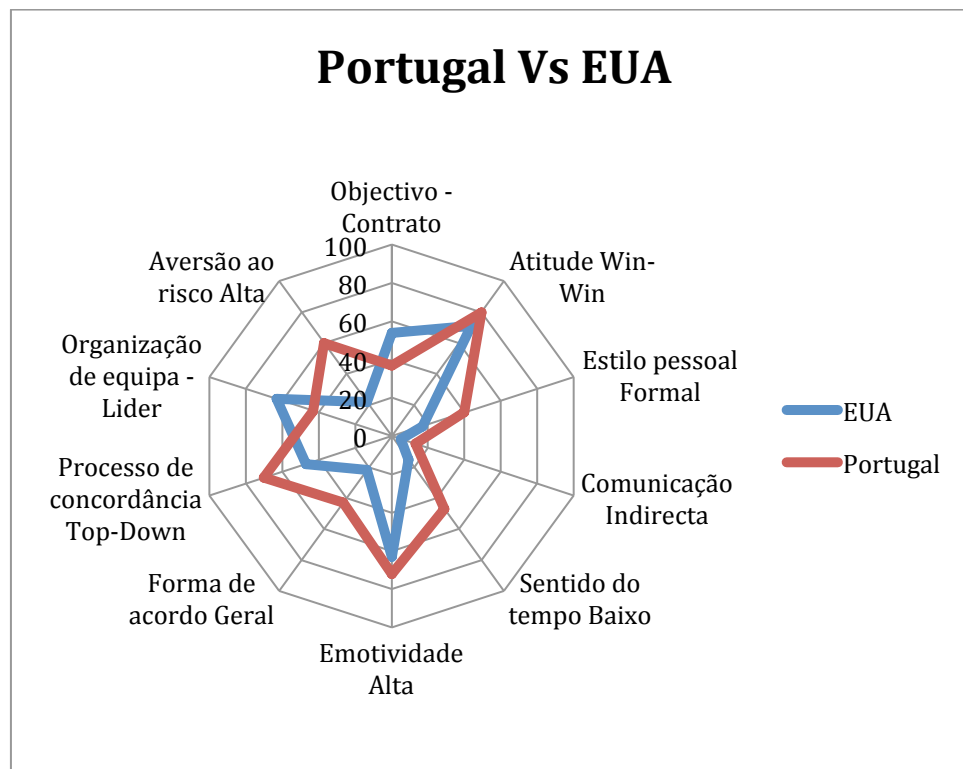 Portugal Vs EUA
Objectivo -
Contrato
Atitude Win-
Win
Estilo pessoal
Formal
Comunicação
Indirecta
Sentido do
tempo Baixo
Emotividade
Alta
Forma de
acordo Geral
Processo de
concordância
Top-Down
Organização
de equipa -
Lider
Aversão ao
risco Alta
100
80
60
40
20
0
EUA
Portugal